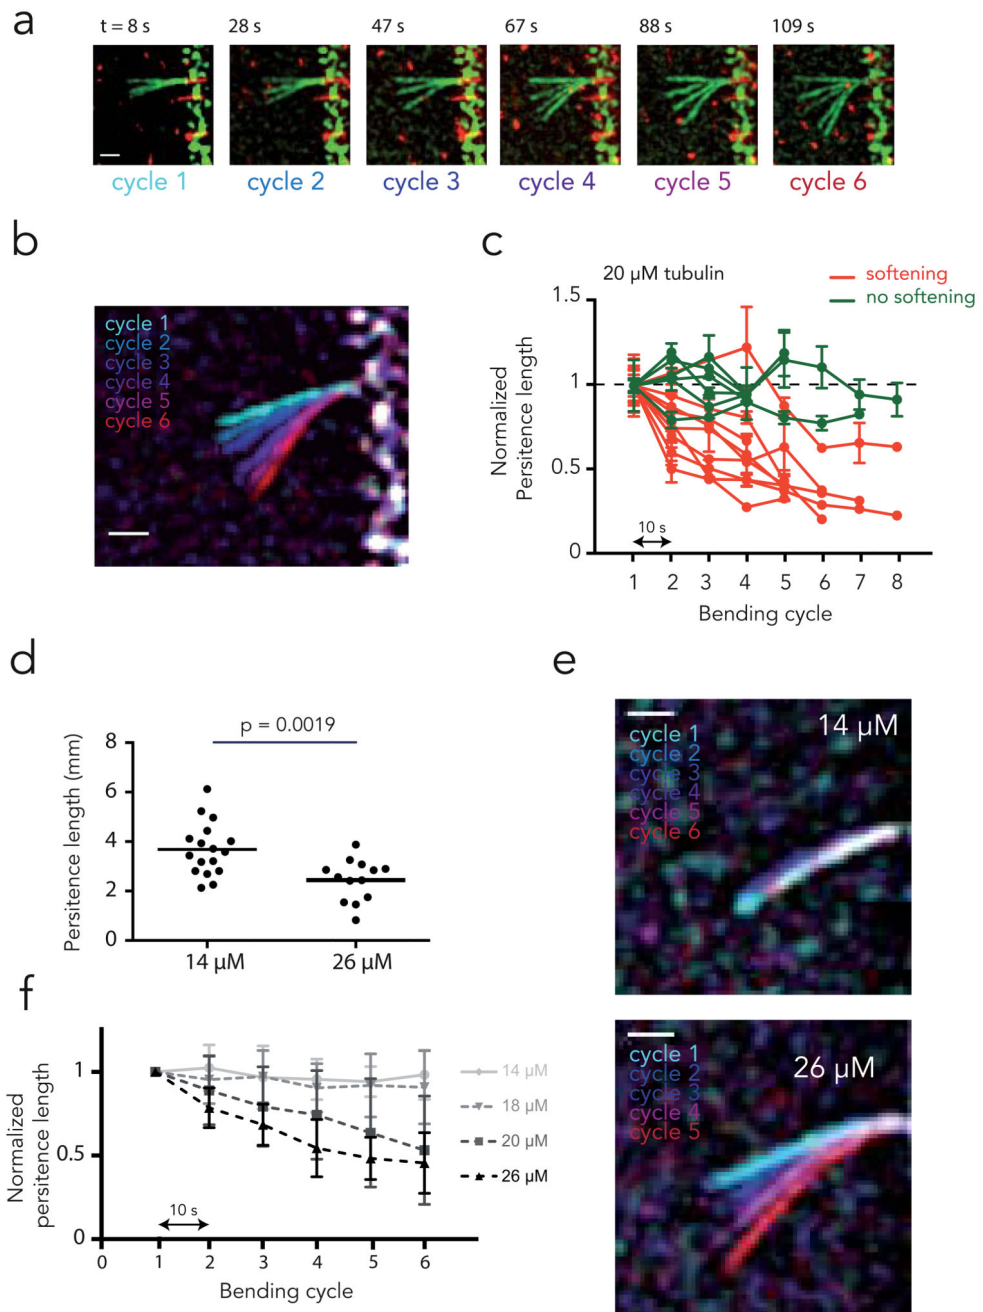 a
t = 8 s 28 s 47 s 67 s 88 s 109 s
cycle 1 cycle 2 cycle 3 cycle 4 cycle 5 cycle 6
b
cycle 1
cycle 2
cycle 3
cycle 4
cycle 5
cycle 6
c
20 µM tubulin
softening
no softening
Normalized
Persitence length
1.5
1
0.5
0
10 s
1 2 3 4 5 6 7 8
Bending cycle
d
p = 0.0019
Persitence length (mm)
8
6
4
2
0
14 µM 26 µM
e
14 µM
cycle 1
cycle 2
cycle 3
cycle 4
cycle 5
cycle 6
26 µM
cycle 1
cycle 2
cycle 3
cycle 4
cycle 5
f
Normalized
persitence length
1
0.5
0
10 s
14 µM
18 µM
20 µM
26 µM
0 1 2 3 4 5 6
Bending cycle